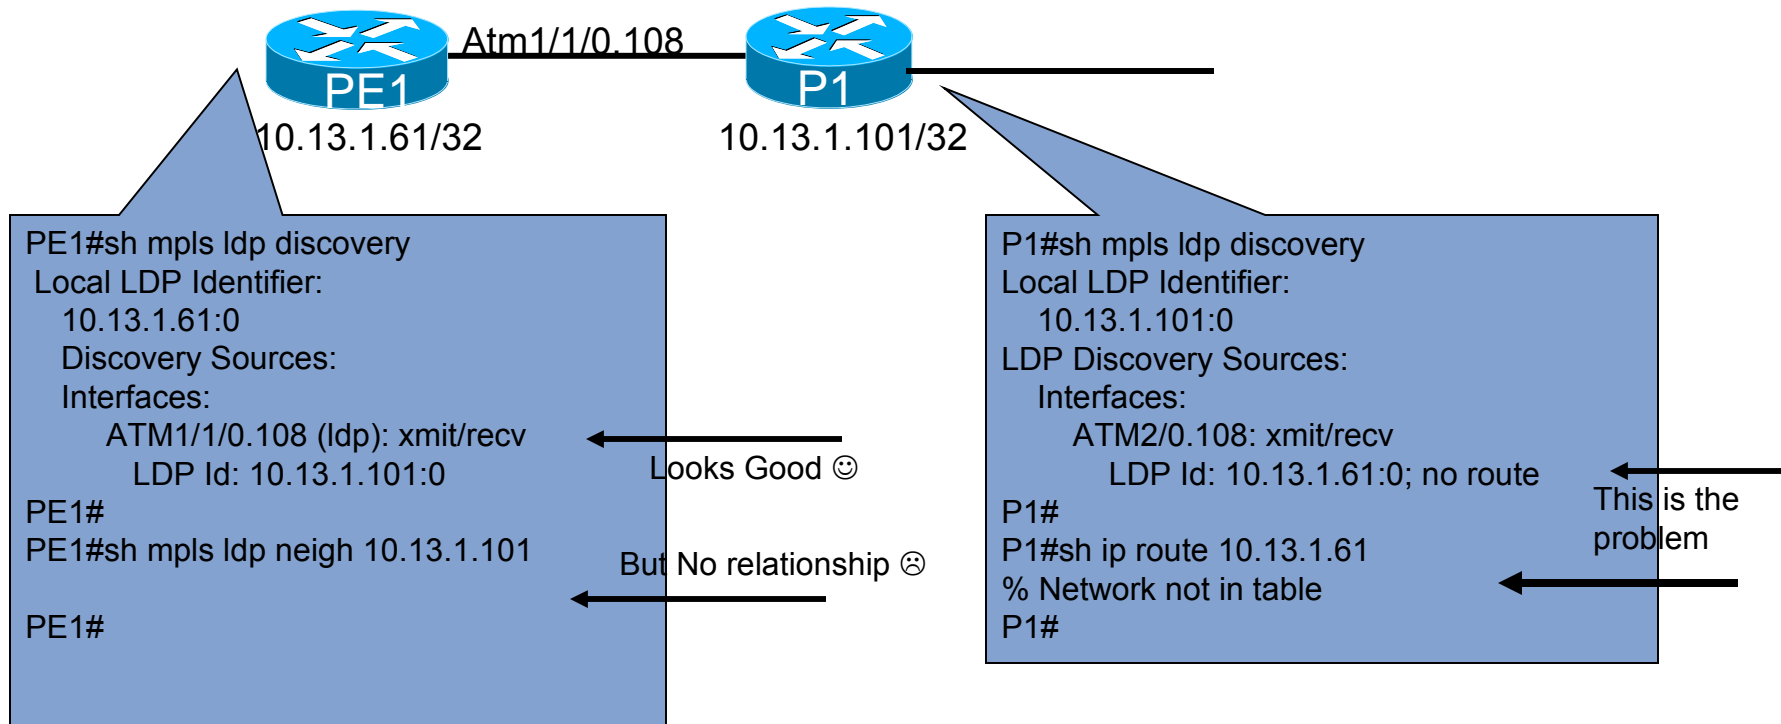 Atm1/1/0.108
PE1
P1
10.13.1.61/32
10.13.1.101/32
PE1#sh mpls ldp discovery
Local LDP Identifier:
10.13.1.61:0
Discovery Sources:
Interfaces:
ATM1/1/0.108 (ldp): xmit/recv
LDP Id: 10.13.1.101:0
PE1#
PE1#sh mpls ldp neigh 10.13.1.101
PE1#
Looks Good ☺
But No relationship ☹
P1#sh mpls ldp discovery
Local LDP Identifier:
10.13.1.101:0
LDP Discovery Sources:
Interfaces:
ATM2/0.108: xmit/recv
LDP Id: 10.13.1.61:0; no route
P1#
P1#sh ip route 10.13.1.61
% Network not in table
P1#
This is the
problem